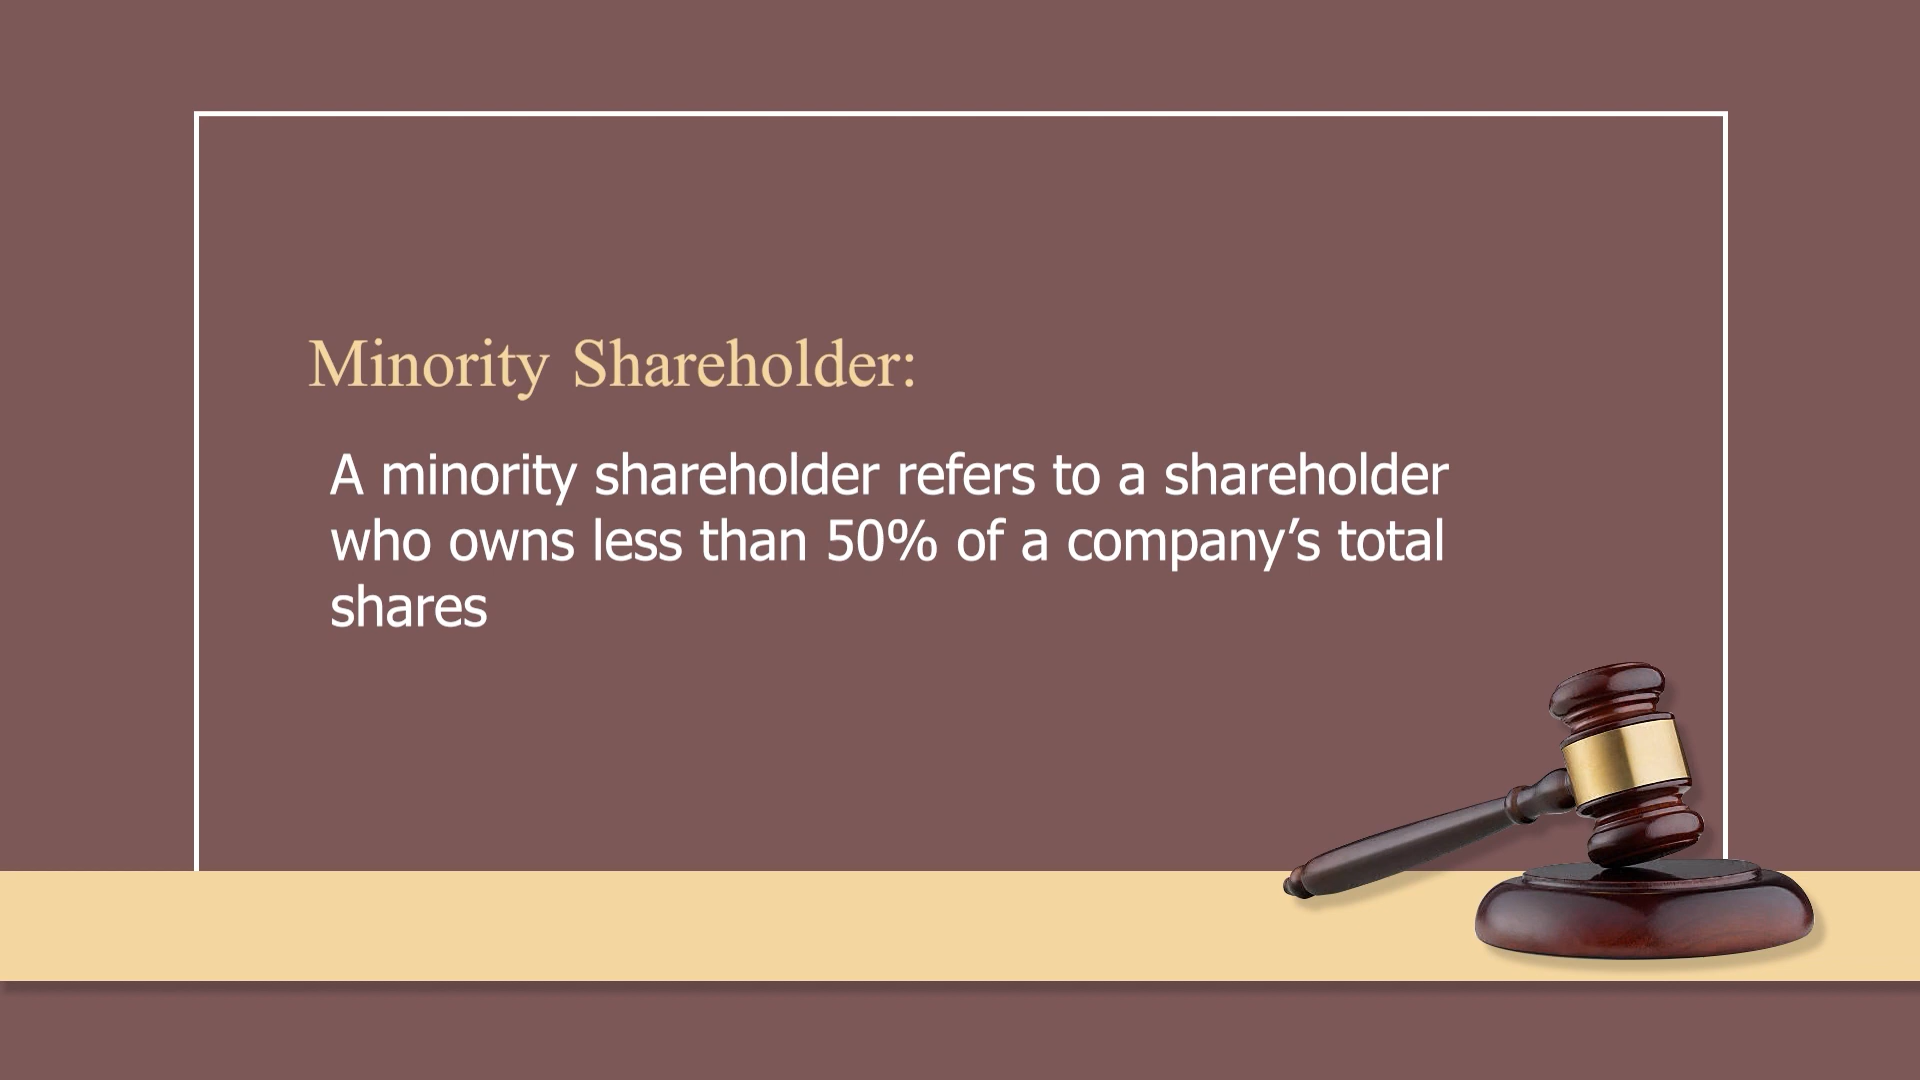 Minority Shareholder:
A minority shareholder refers to a shareholder
who owns less than 50% of a company’s total
shares